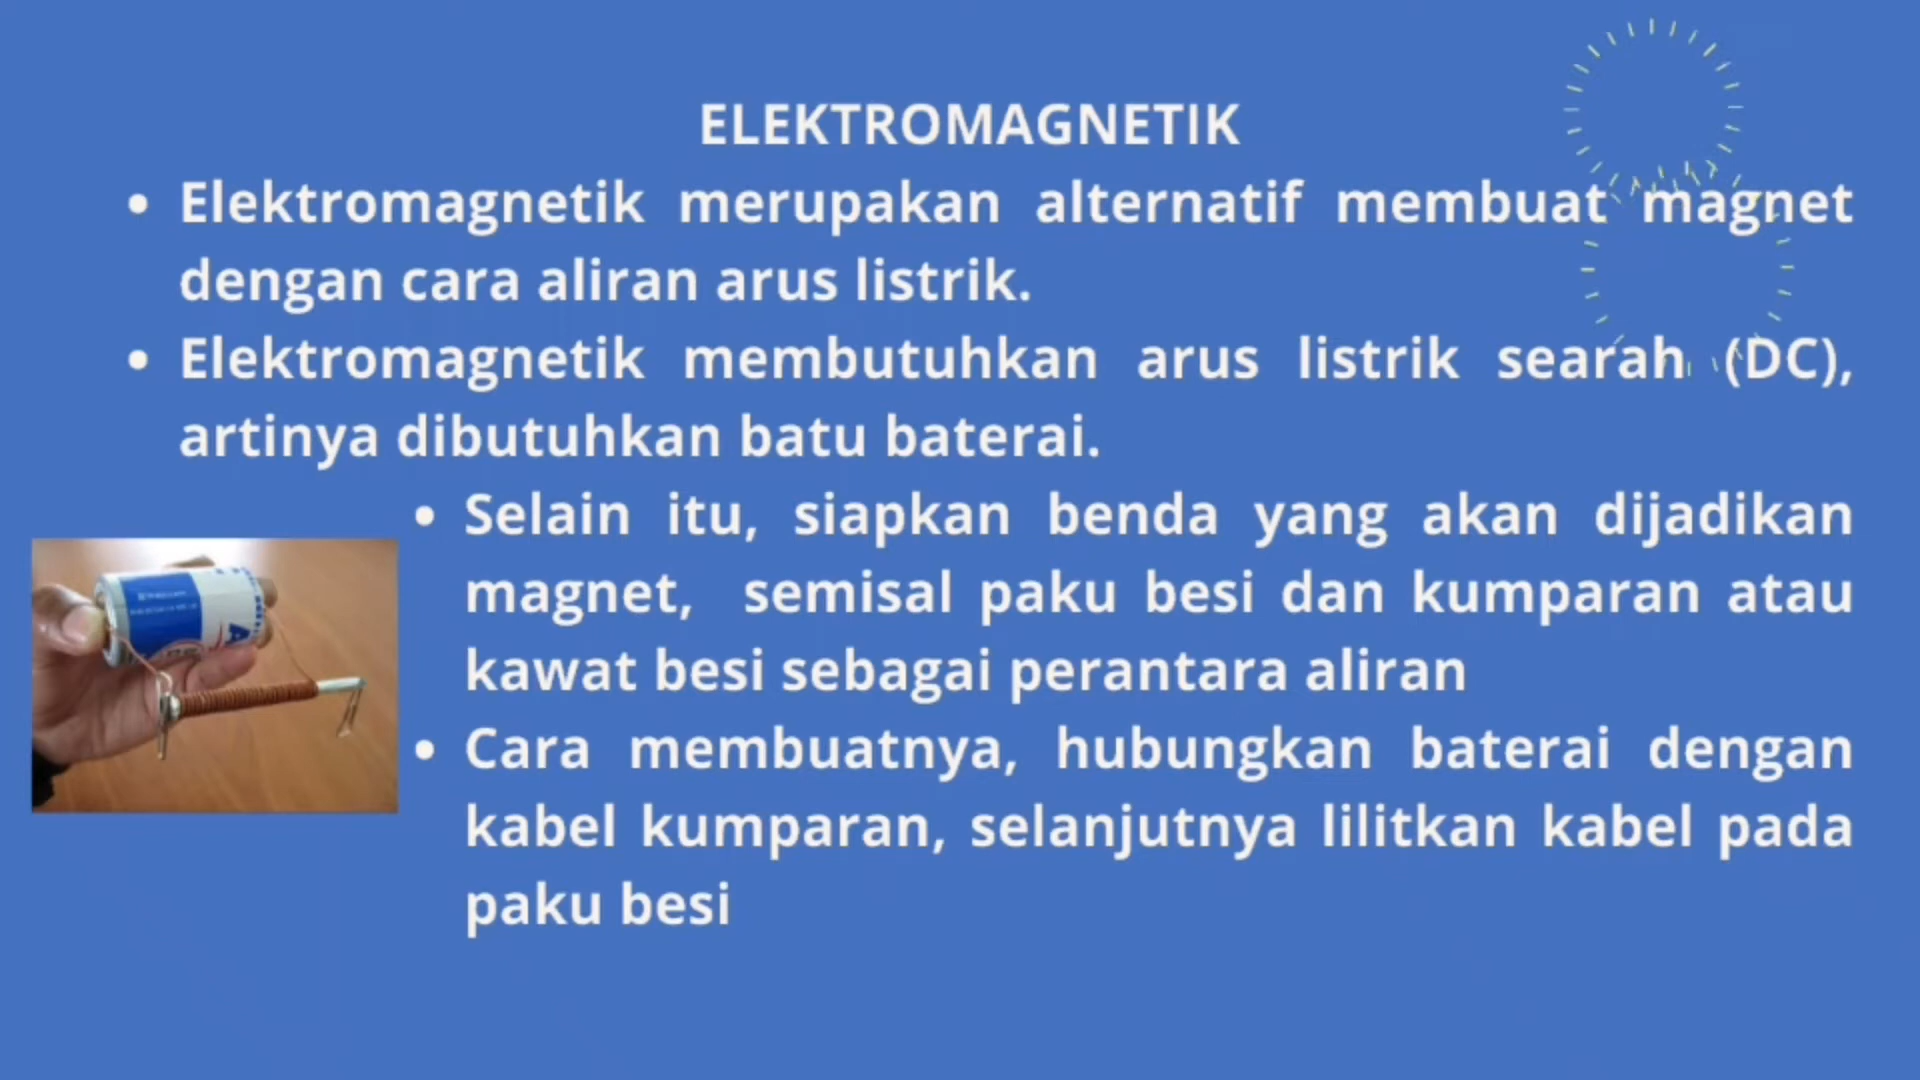 ELEKTROMAGNETIK
• Elektromagnetik merupakan alternatif membuat magnet
dengan cara aliran arus listrik.
• Elektromagnetik membutuhkan arus listrik searah (DC),
artinya dibutuhkan batu baterai.
• Selain itu, siapkan benda yang akan dijadikan
magnet, semisal paku besi dan kumparan atau
kawat besi sebagai perantara aliran
• Cara membuatnya, hubungkan baterai dengan
kabel kumparan, selanjutnya lilitkan kabel pada
paku besi